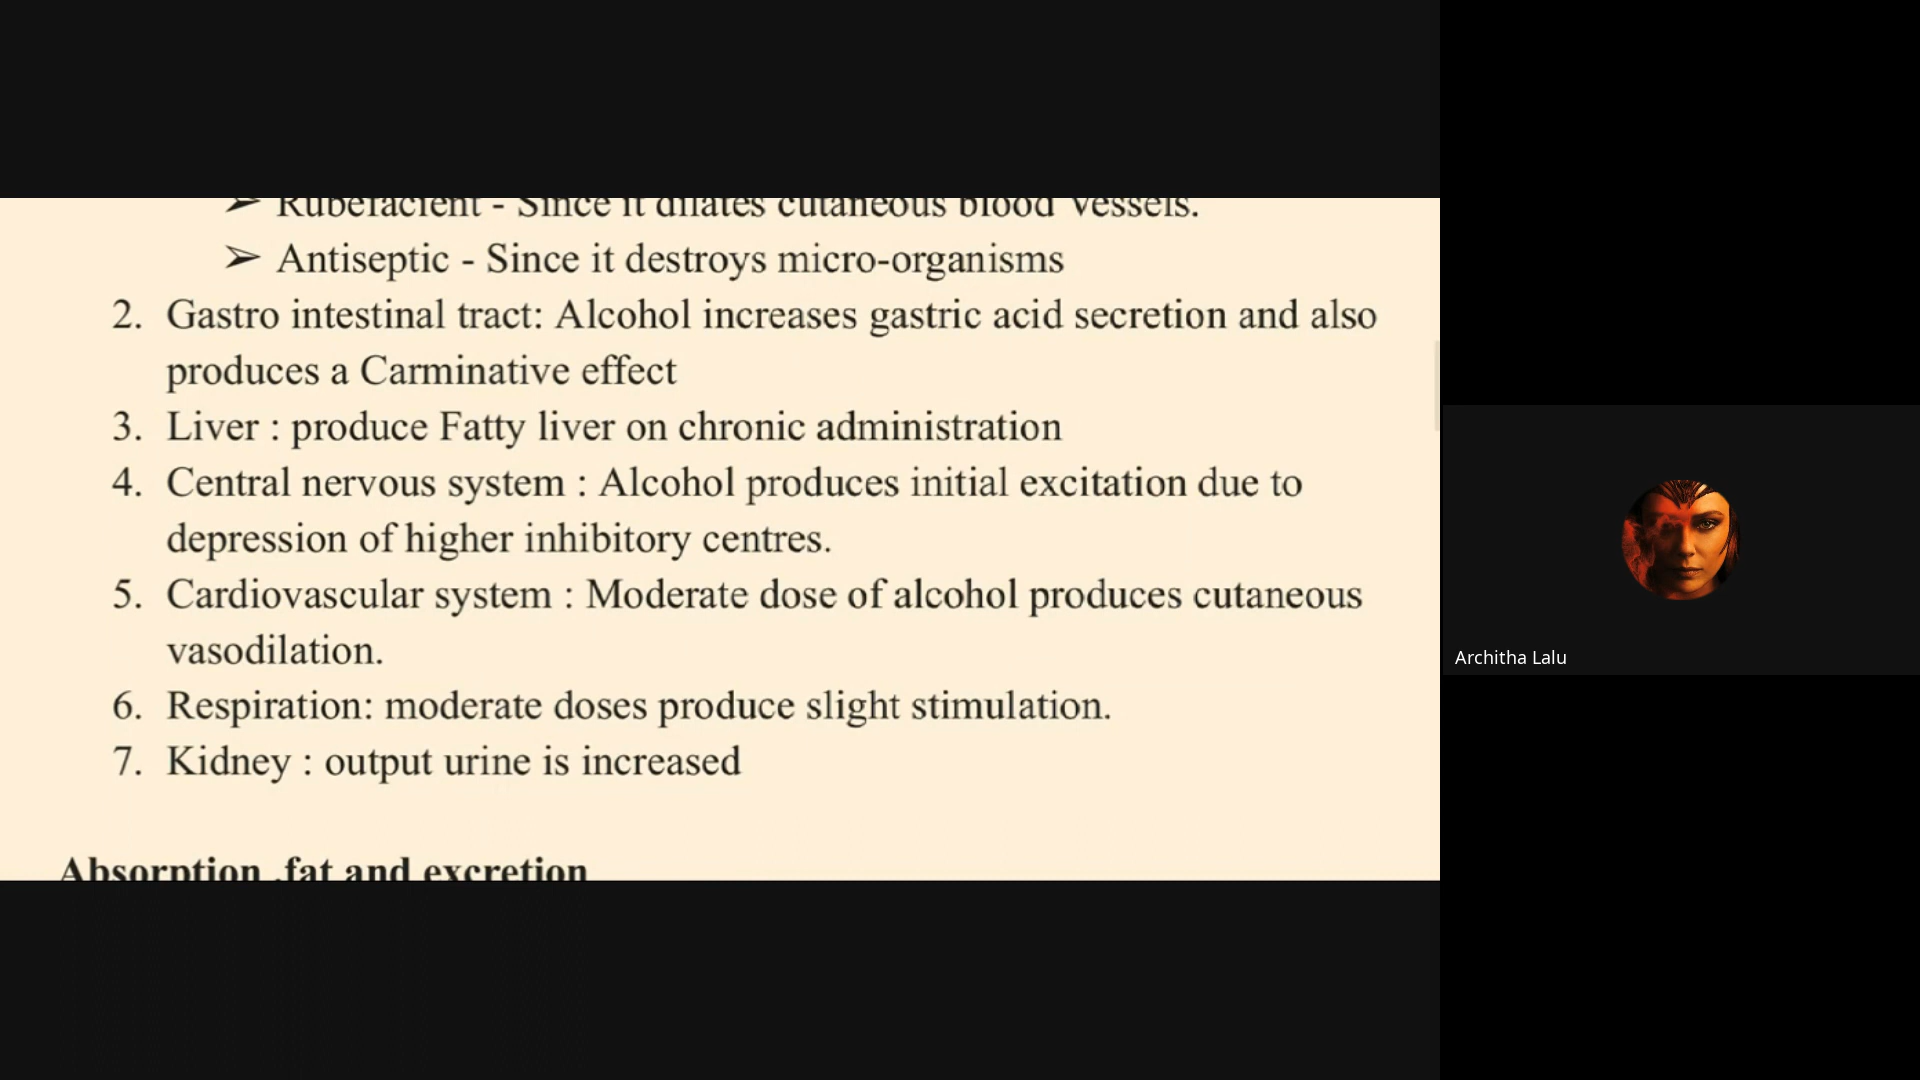 ➢ Rubefacient - Since it dilates cutaneous blood vessels.
➢ Antiseptic - Since it destroys micro-organisms
2. Gastro intestinal tract: Alcohol increases gastric acid secretion and also
produces a Carminative effect
3. Liver : produce Fatty liver on chronic administration
4. Central nervous system : Alcohol produces initial excitation due to
depression of higher inhibitory centres.
5. Cardiovascular system : Moderate dose of alcohol produces cutaneous
vasodilation.
6. Respiration: moderate doses produce slight stimulation.
7. Kidney : output urine is increased
Absorption ,fat and excretion
Architha Lalu